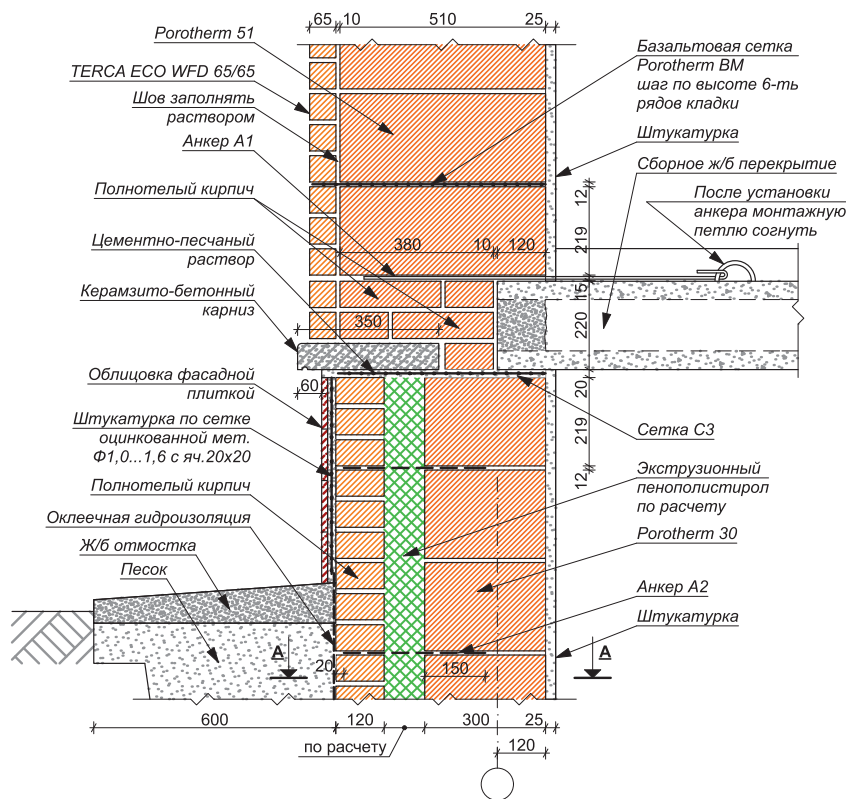 65
10
510
25
Porotherm 51
TERCA ECO WFD 65/65
Шов заполнять
раствором
Анкер А1
Полнотелый кирпич
Цементно-песчаный
раствор
Керамзито-бетонный
карниз
Облицовка фасадной
плиткой
Штукатурка по сетке
оцинкованной мет.
Ф1,0...1,6 с яч.20х20
Полнотелый кирпич
Оклеечная гидроизоляция
Ж/б отмостка
Песок
Базальтовая сетка
Porotherm BM
шаг по высоте 6-ть
рядов кладки
Штукатурка
Сборное ж/б перекрытие
После установки
анкера монтажную
петлю согнуть
380
10
120
350
60
12
219
15
220
20
219
12
Сетка С3
Экструзионный
пенополистирол
по расчету
Porotherm 30
Анкер А2
Штукатурка
А
20
150
А
600
120
300
25
по расчету
120